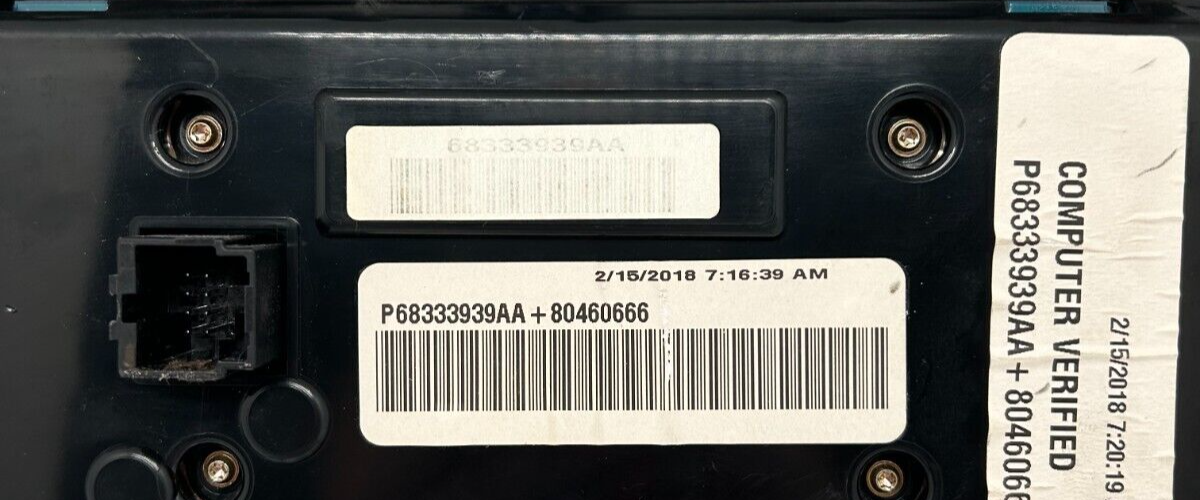 68333939AA
2/15/2018 7:16:39 AM
P68333939AA + 80460666
COMPUTER VERIFIED
P68333939AA + 8046066
2/15/2018 7:20:19